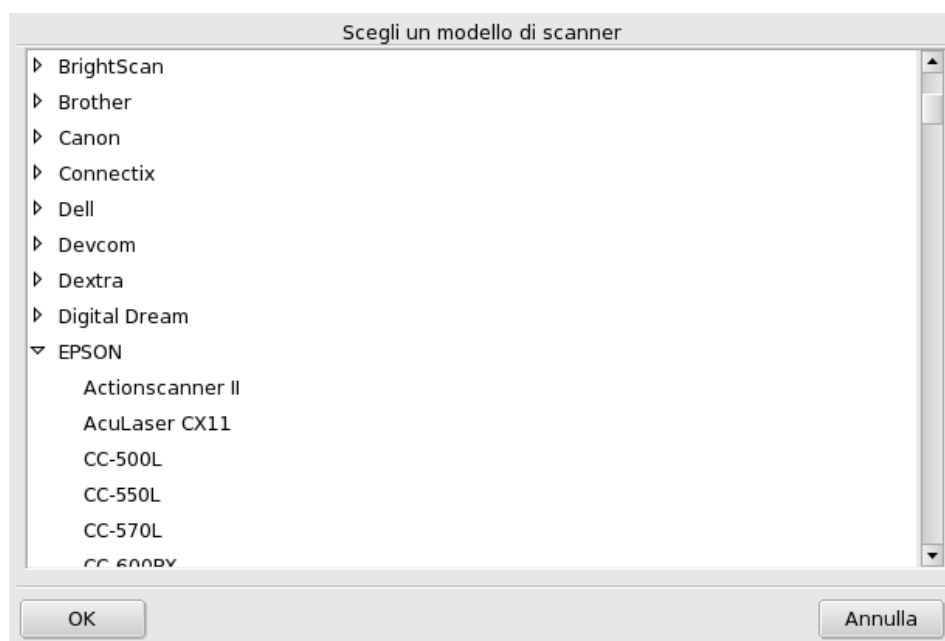 Scegli un modello di scanner
BrightScan
Brother
Canon
Connectix
Dell
Devcom
Dextra
Digital Dream
EPSON
Actionscanner II
AcuLaser CX11
CC-500L
CC-550L
CC-570L
OK
Annulla